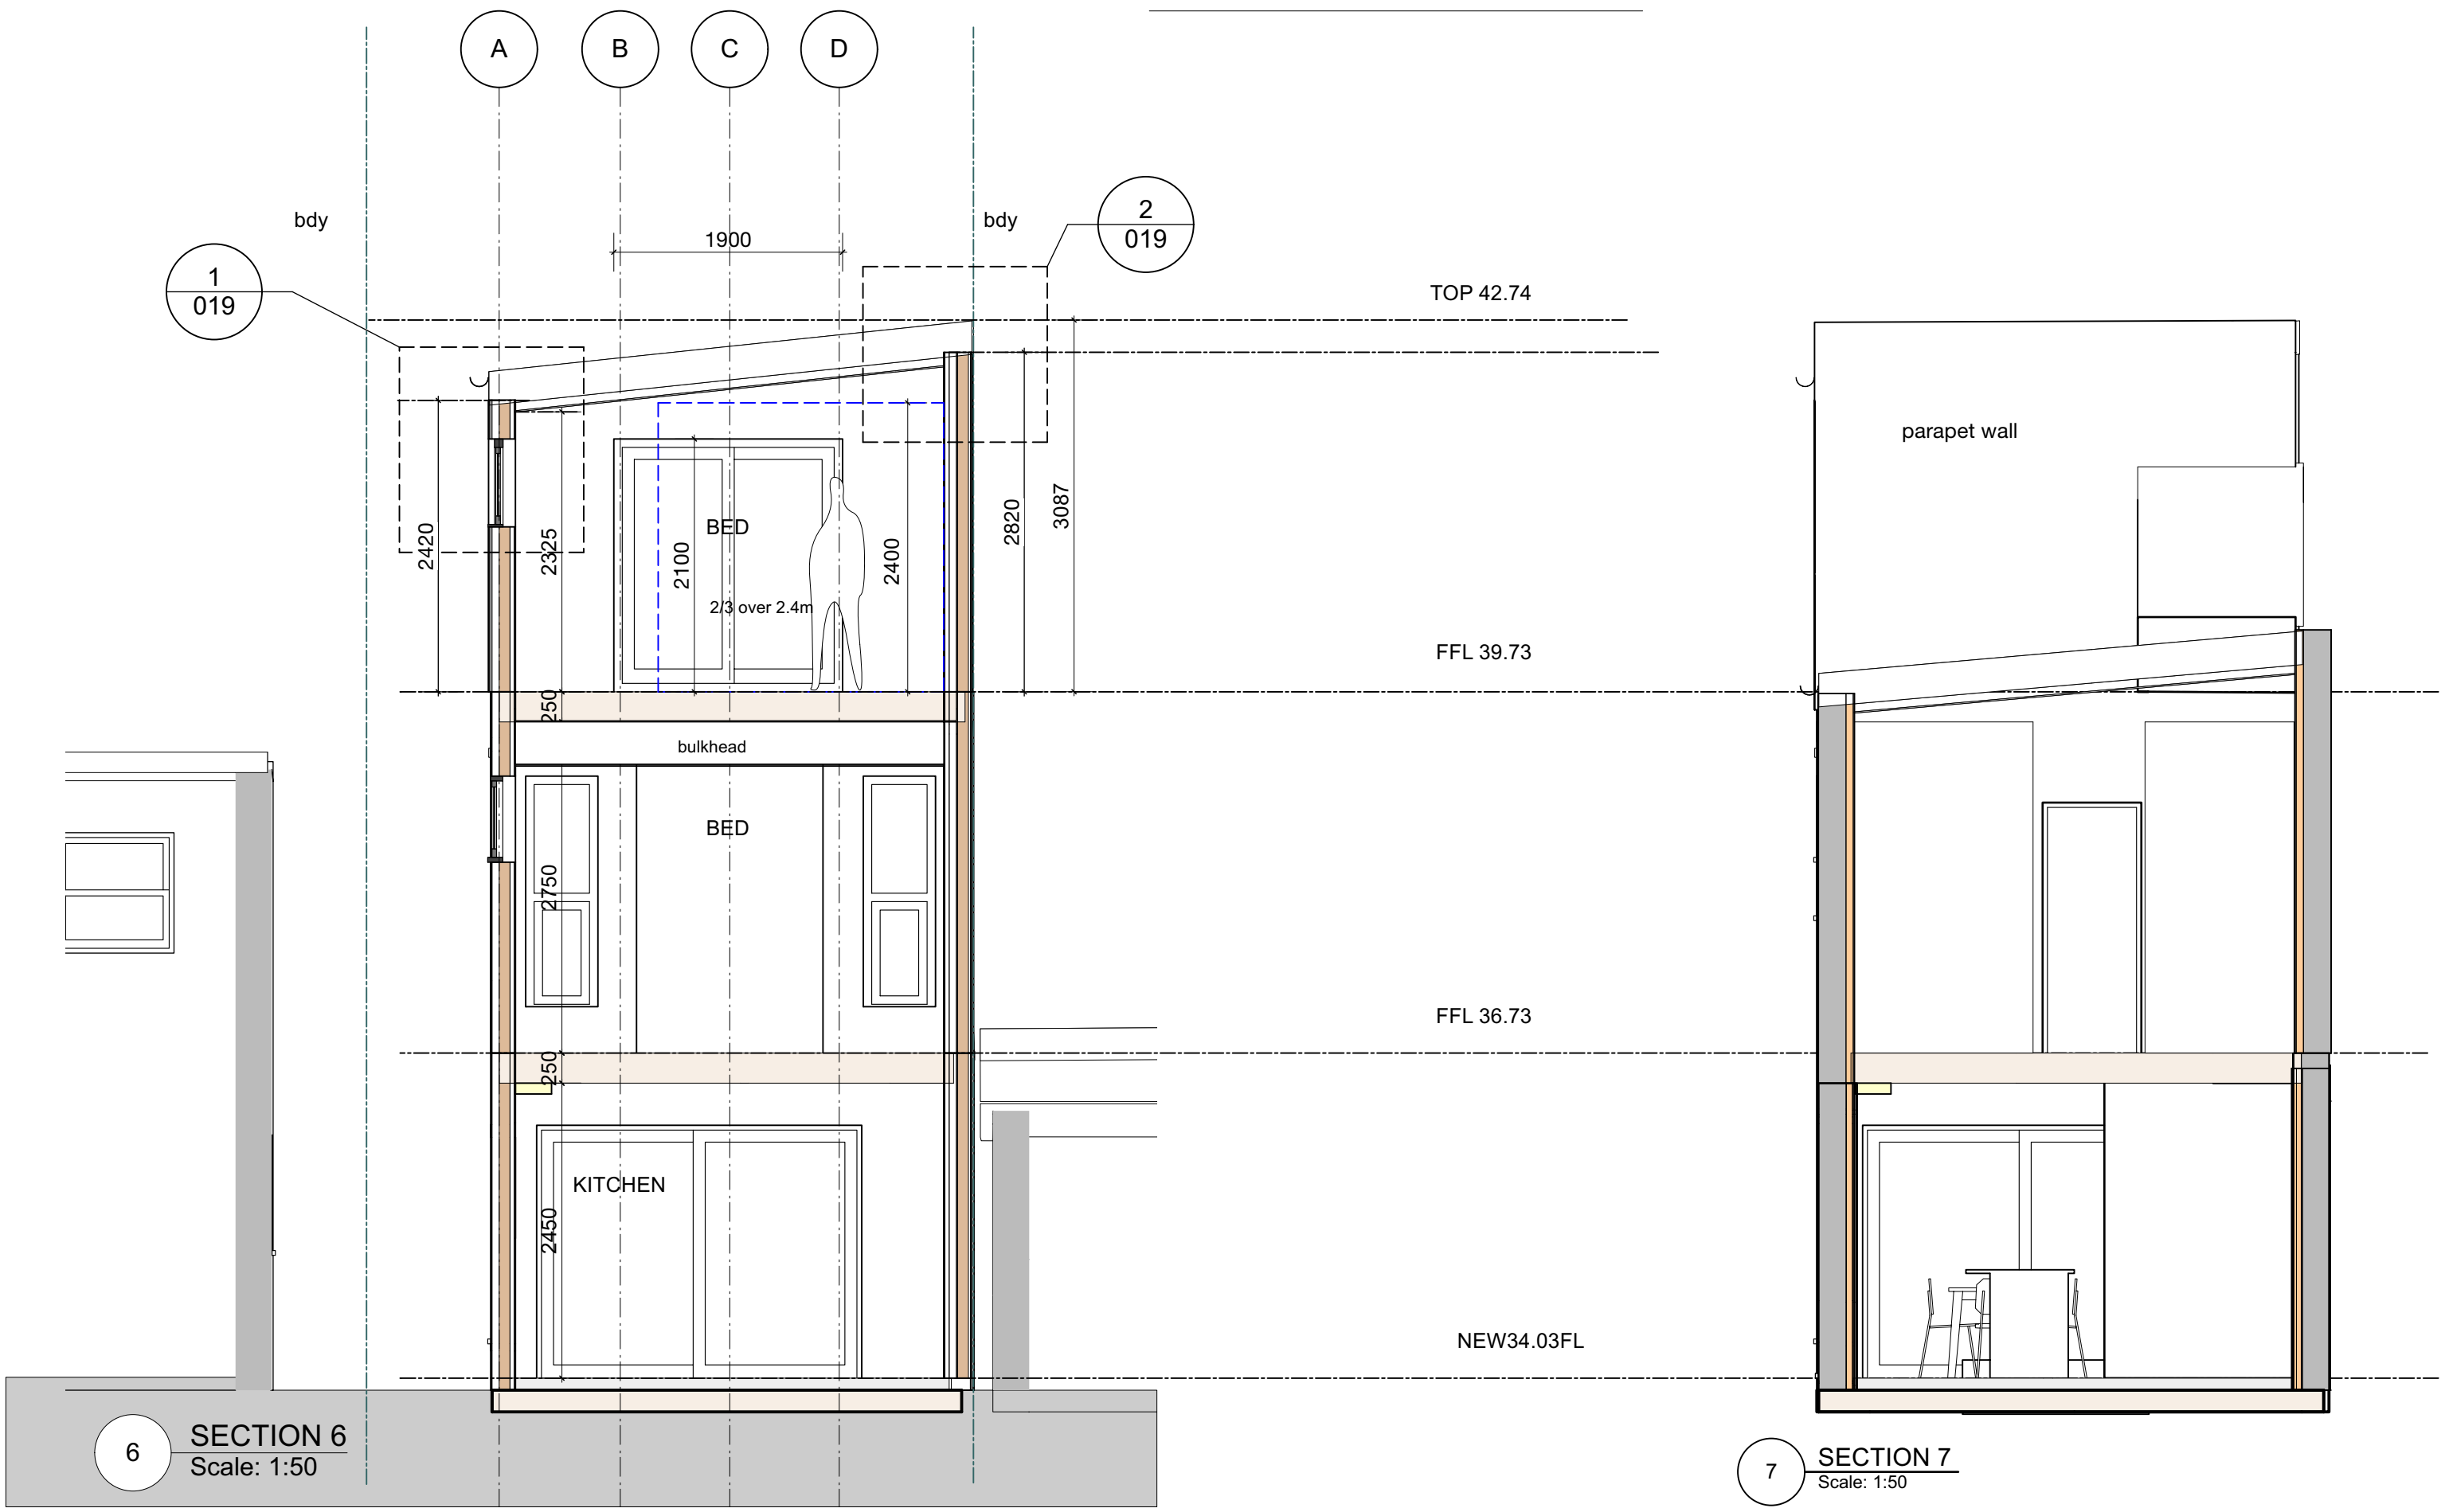 A
B
C
D
bdy
bdy
2
019
1900
1
019
TOP 42.74
parapet wall
2420
2325
BED
2100
2400
2820
3087
2/3 over 2.4m
FFL 39.73
250
bulkhead
BED
2750
FFL 36.73
250
KITCHEN
2450
NEW34.03FL
6
SECTION 6
Scale: 1:50
7
SECTION 7
Scale: 1:50